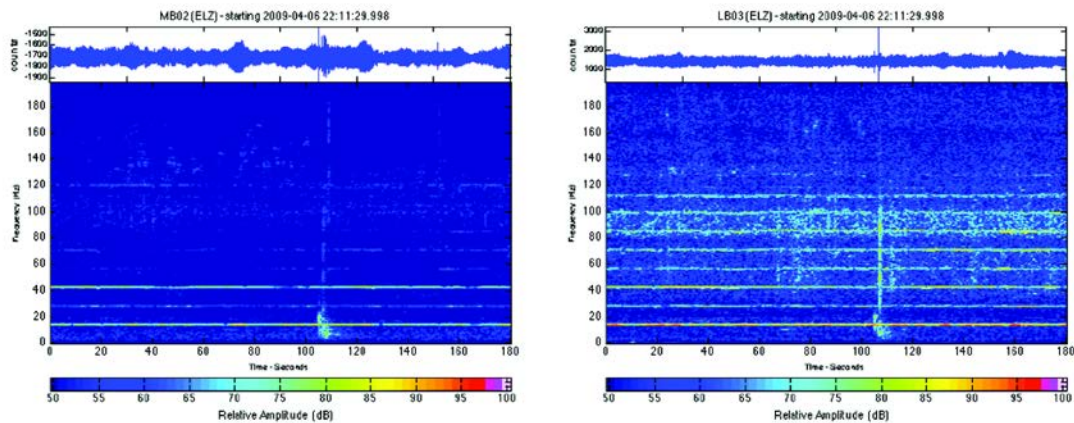 MB02 (ELZ) - starting 2009-04-06 22:11:29.998
counts
-1500
-1600
-1700
-1800
-1900
Frequency (Hz)
180
160
140
120
100
80
60
40
20
0
0 20 40 60 80 100 120 140 160 180
Time - Seconds
50 55 60 65 70 75 80 85 90 95 100
Relative Amplitude (dB)
LB03 (ELZ) - starting 2009-04-06 22:11:29.998
counts
3000
2000
1000
Frequency (Hz)
180
160
140
120
100
80
60
40
20
0
0 20 40 60 80 100 120 140 160 180
Time - Seconds
50 55 60 65 70 75 80 85 90 95 100
Relative Amplitude (dB)